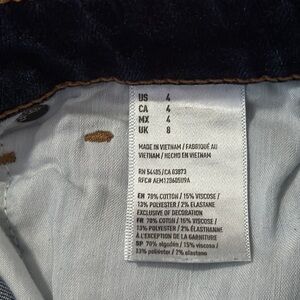 US 4
CA 4
MX 4
UK 8
MADE IN VIETNAM / FABRIQUÉ AU
VIETNAM / HECHO EN VIETNAM
RN 54485/CA 03873
RFC# AEM120605U9A
EN 70% COTTON / 15% VISCOSE /
13% POLYESTER / 2% ELASTANE
EXCLUSIVE OF DECORATION
FR 70% COTON / 15% VISCOSE /
13% POLYESTER / 2% ÉLASTHANNE
À L'EXCEPTION DE LA GARNITURE
SP 70% algodón / 15% viscosa /
13% poliéster / 2% elastano